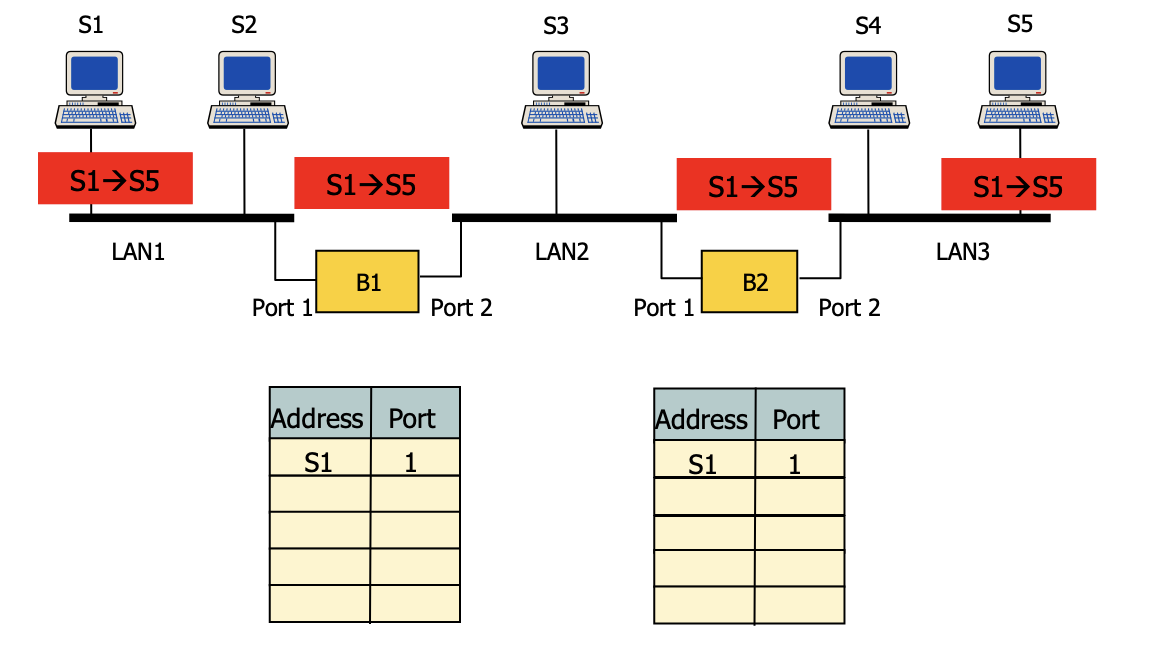 S1 S2 S3 S4 S5
S1→S5 S1→S5 S1→S5 S1→S5
LAN1 LAN2 LAN3
B1 B2
Port 1 Port 2 Port 1 Port 2
Address Port
S1 1
Address Port
S1 1